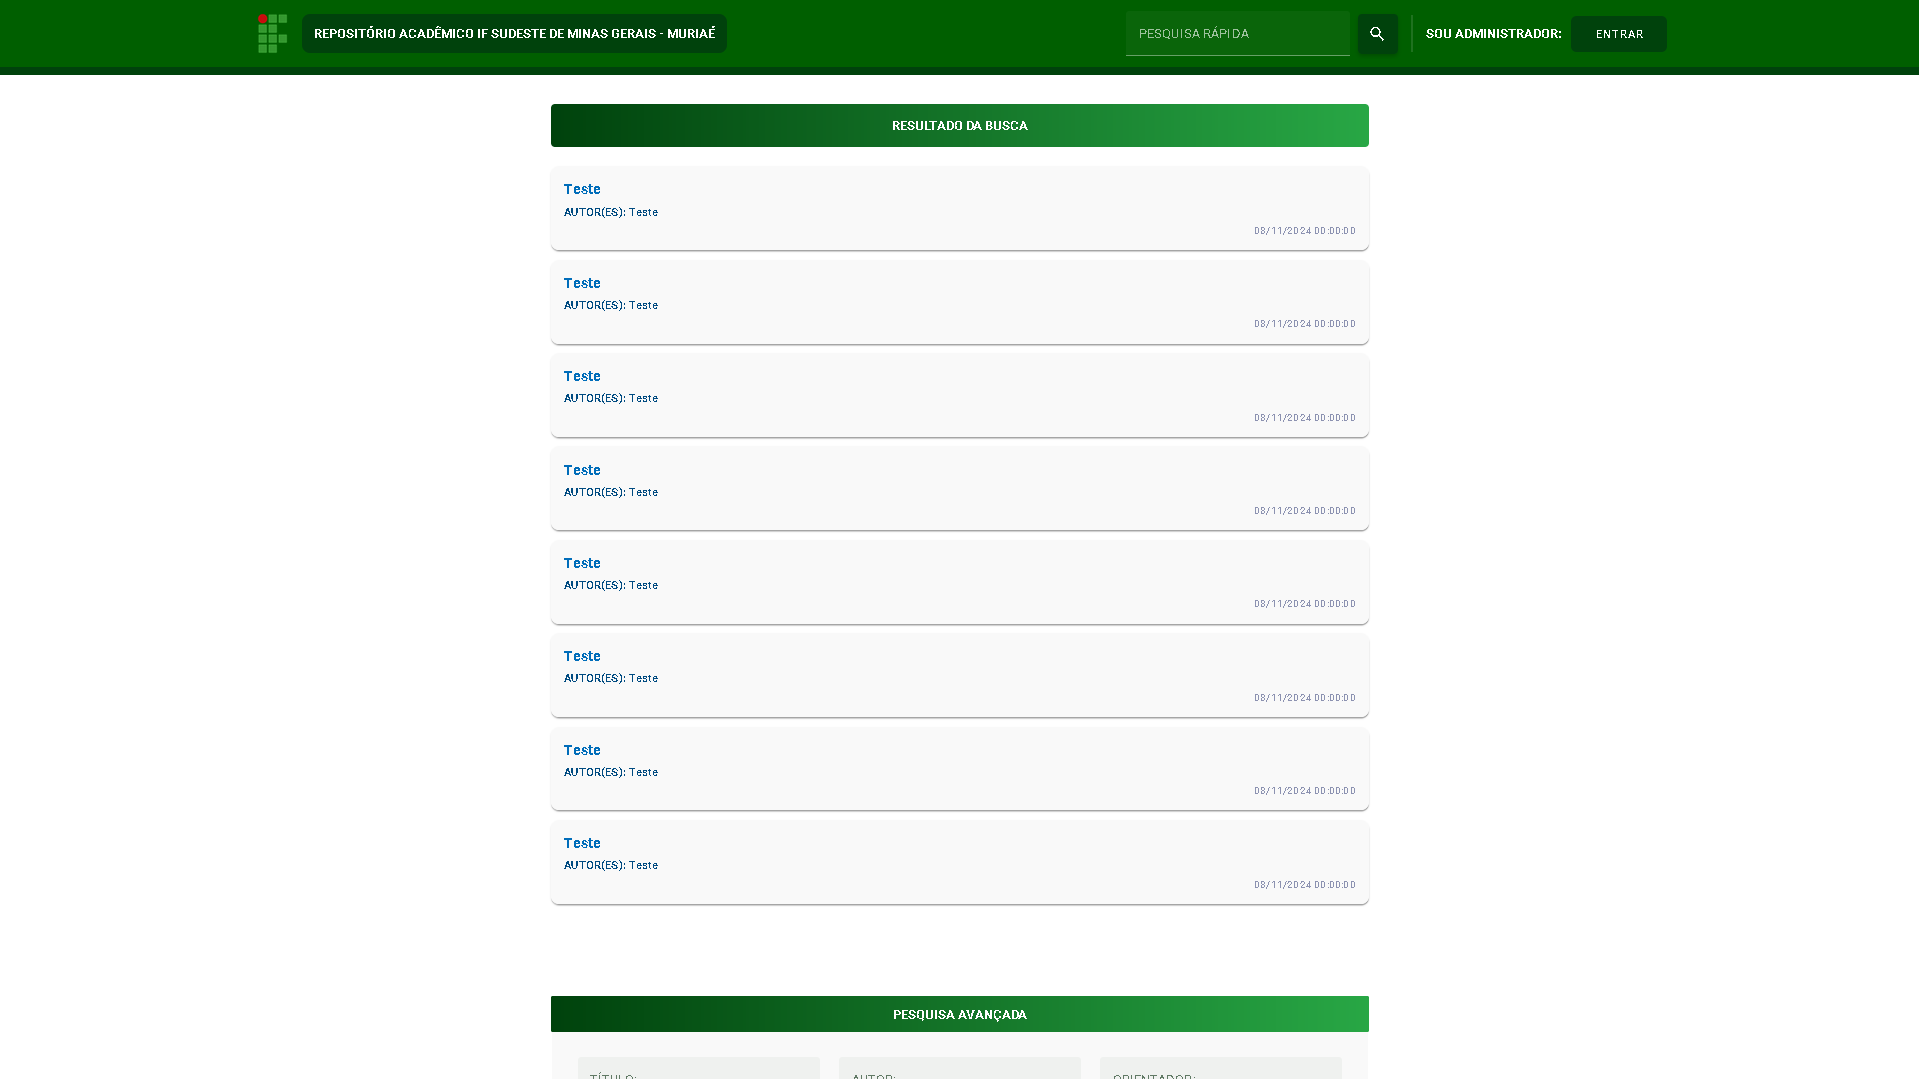 REPOSITÓRIO ACADÊMICO IF SUDESTE DE MINAS GERAIS - MURIAÉ
PESQUISA RÁPIDA
SOU ADMINISTRADOR:
ENTRAR
RESULTADO DA BUSCA
Teste
AUTOR(ES): Teste
08/11/2024 00:00:00
Teste
AUTOR(ES): Teste
08/11/2024 00:00:00
Teste
AUTOR(ES): Teste
08/11/2024 00:00:00
Teste
AUTOR(ES): Teste
08/11/2024 00:00:00
Teste
AUTOR(ES): Teste
08/11/2024 00:00:00
Teste
AUTOR(ES): Teste
08/11/2024 00:00:00
Teste
AUTOR(ES): Teste
08/11/2024 00:00:00
Teste
AUTOR(ES): Teste
08/11/2024 00:00:00
PESQUISA AVANÇADA
TÍTULO:
AUTOR:
ORIENTADOR: